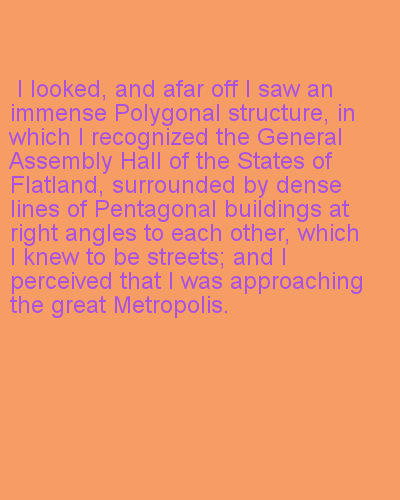 I looked, and afar off I saw an
immense Polygonal structure, in
which I recognized the General
Assembly Hall of the States of
Flatland, surrounded by dense
lines of Pentagonal buildings at
right angles to each other, which
I knew to be streets; and I
perceived that I was approaching
the great Metropolis.